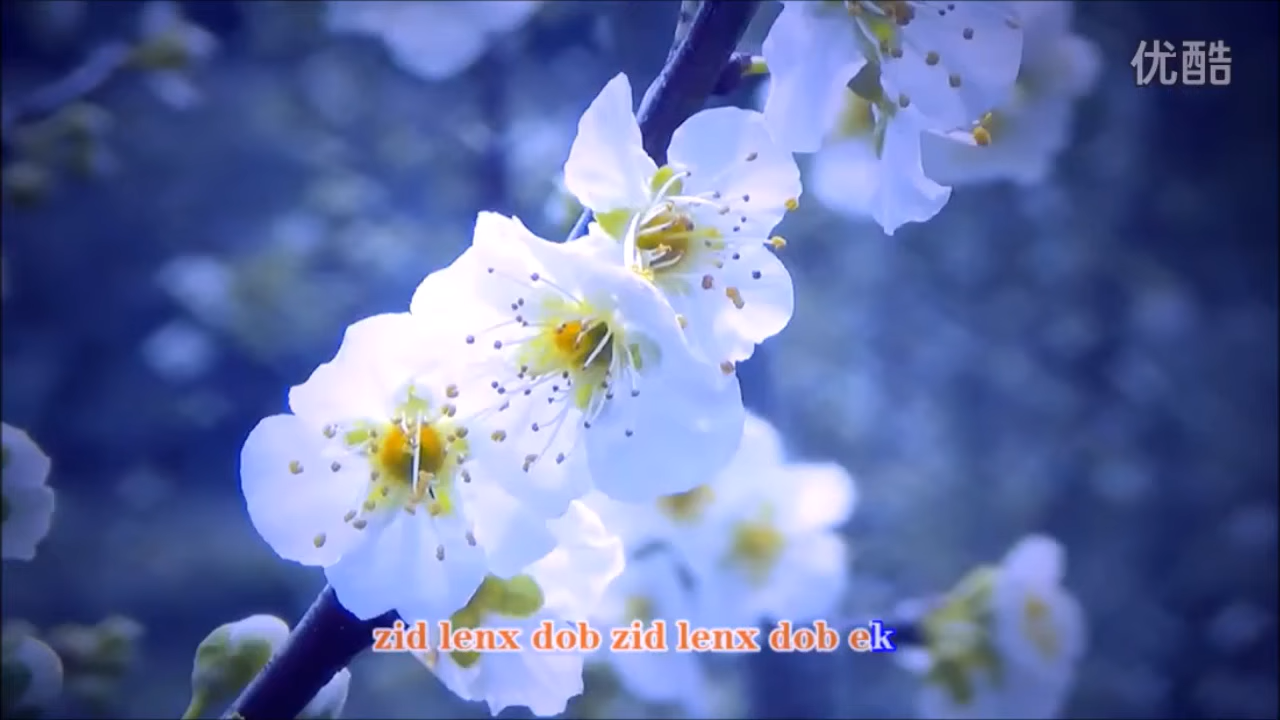 优酷
zid lenx dob zid lenx dob ek